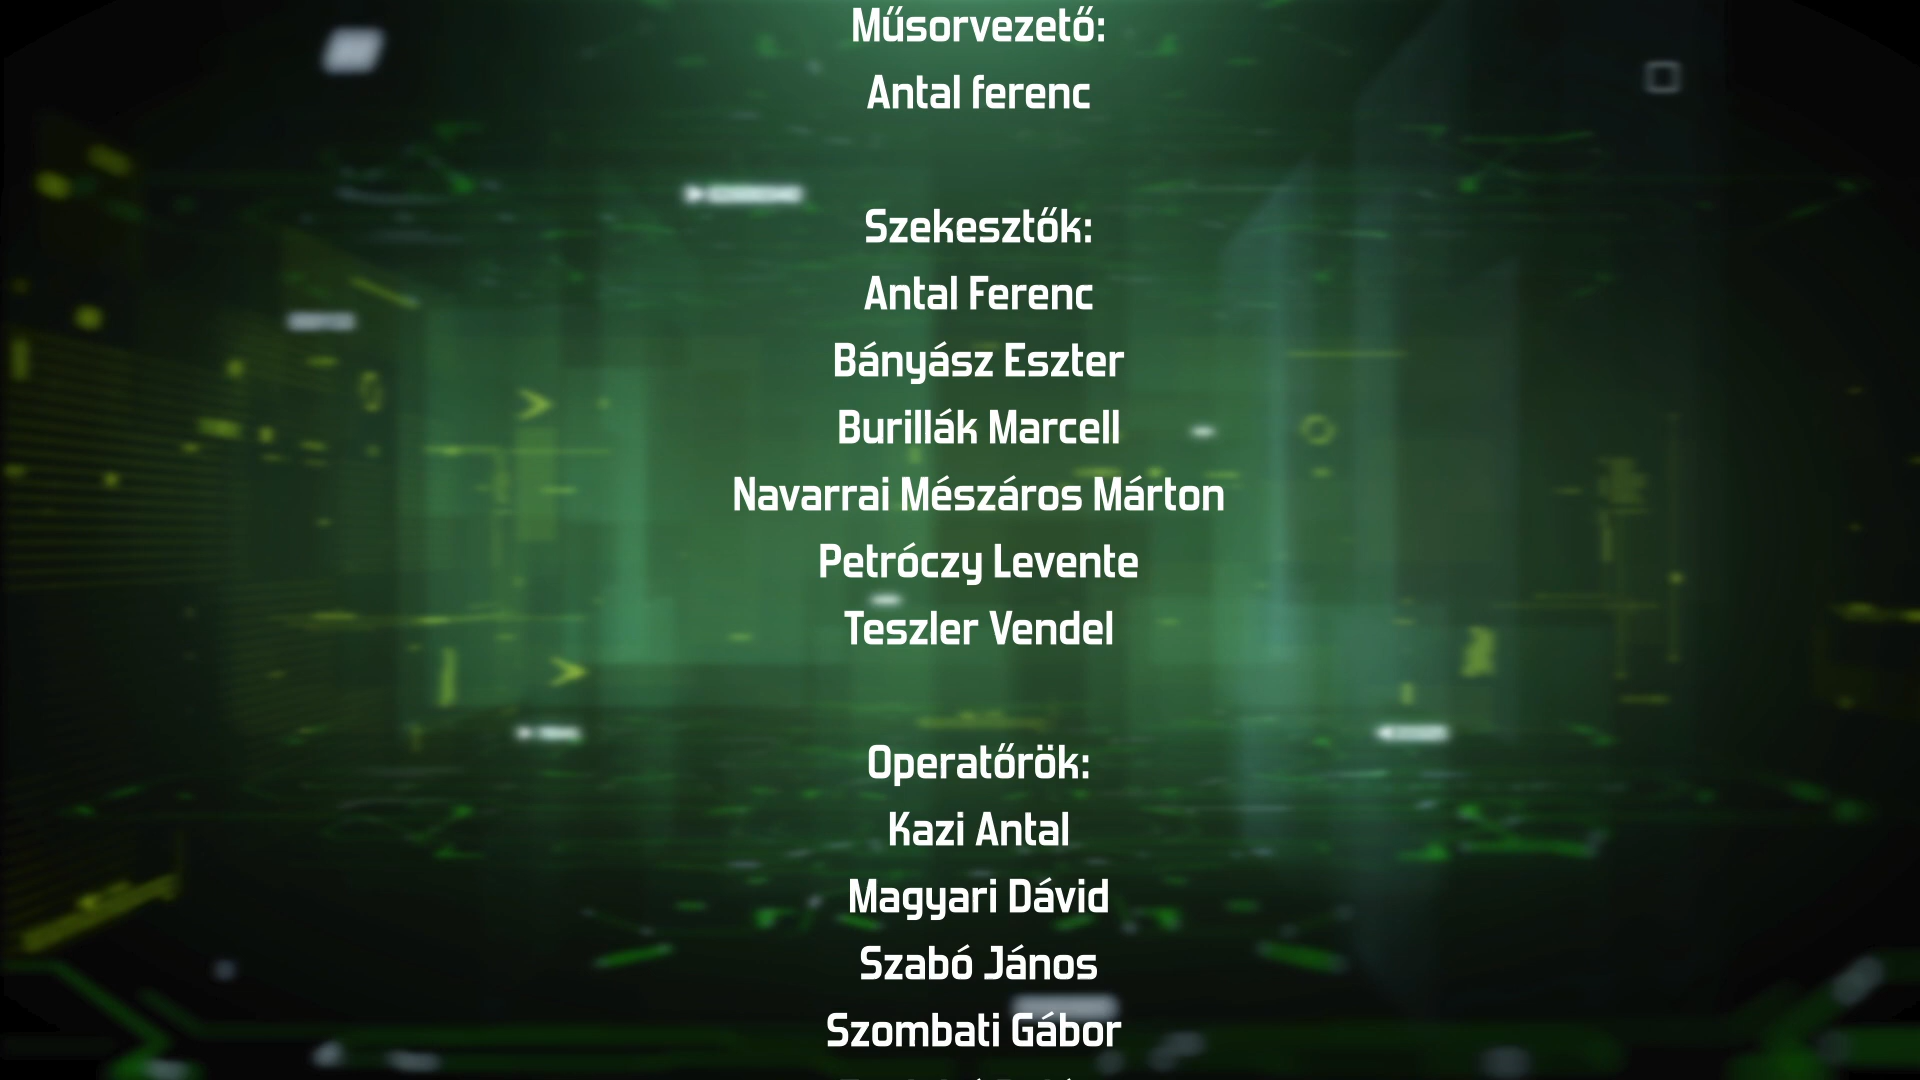 Műsorvezető:
Antal ferenc
Szekesztők:
Antal Ferenc
Bányász Eszter
Burillák Marcell
Navarrai Mészáros Márton
Petróczy Levente
Teszler Vendel
Operatőrök:
Kazi Antal
Magyari Dávid
Szabó János
Szombati Gábor